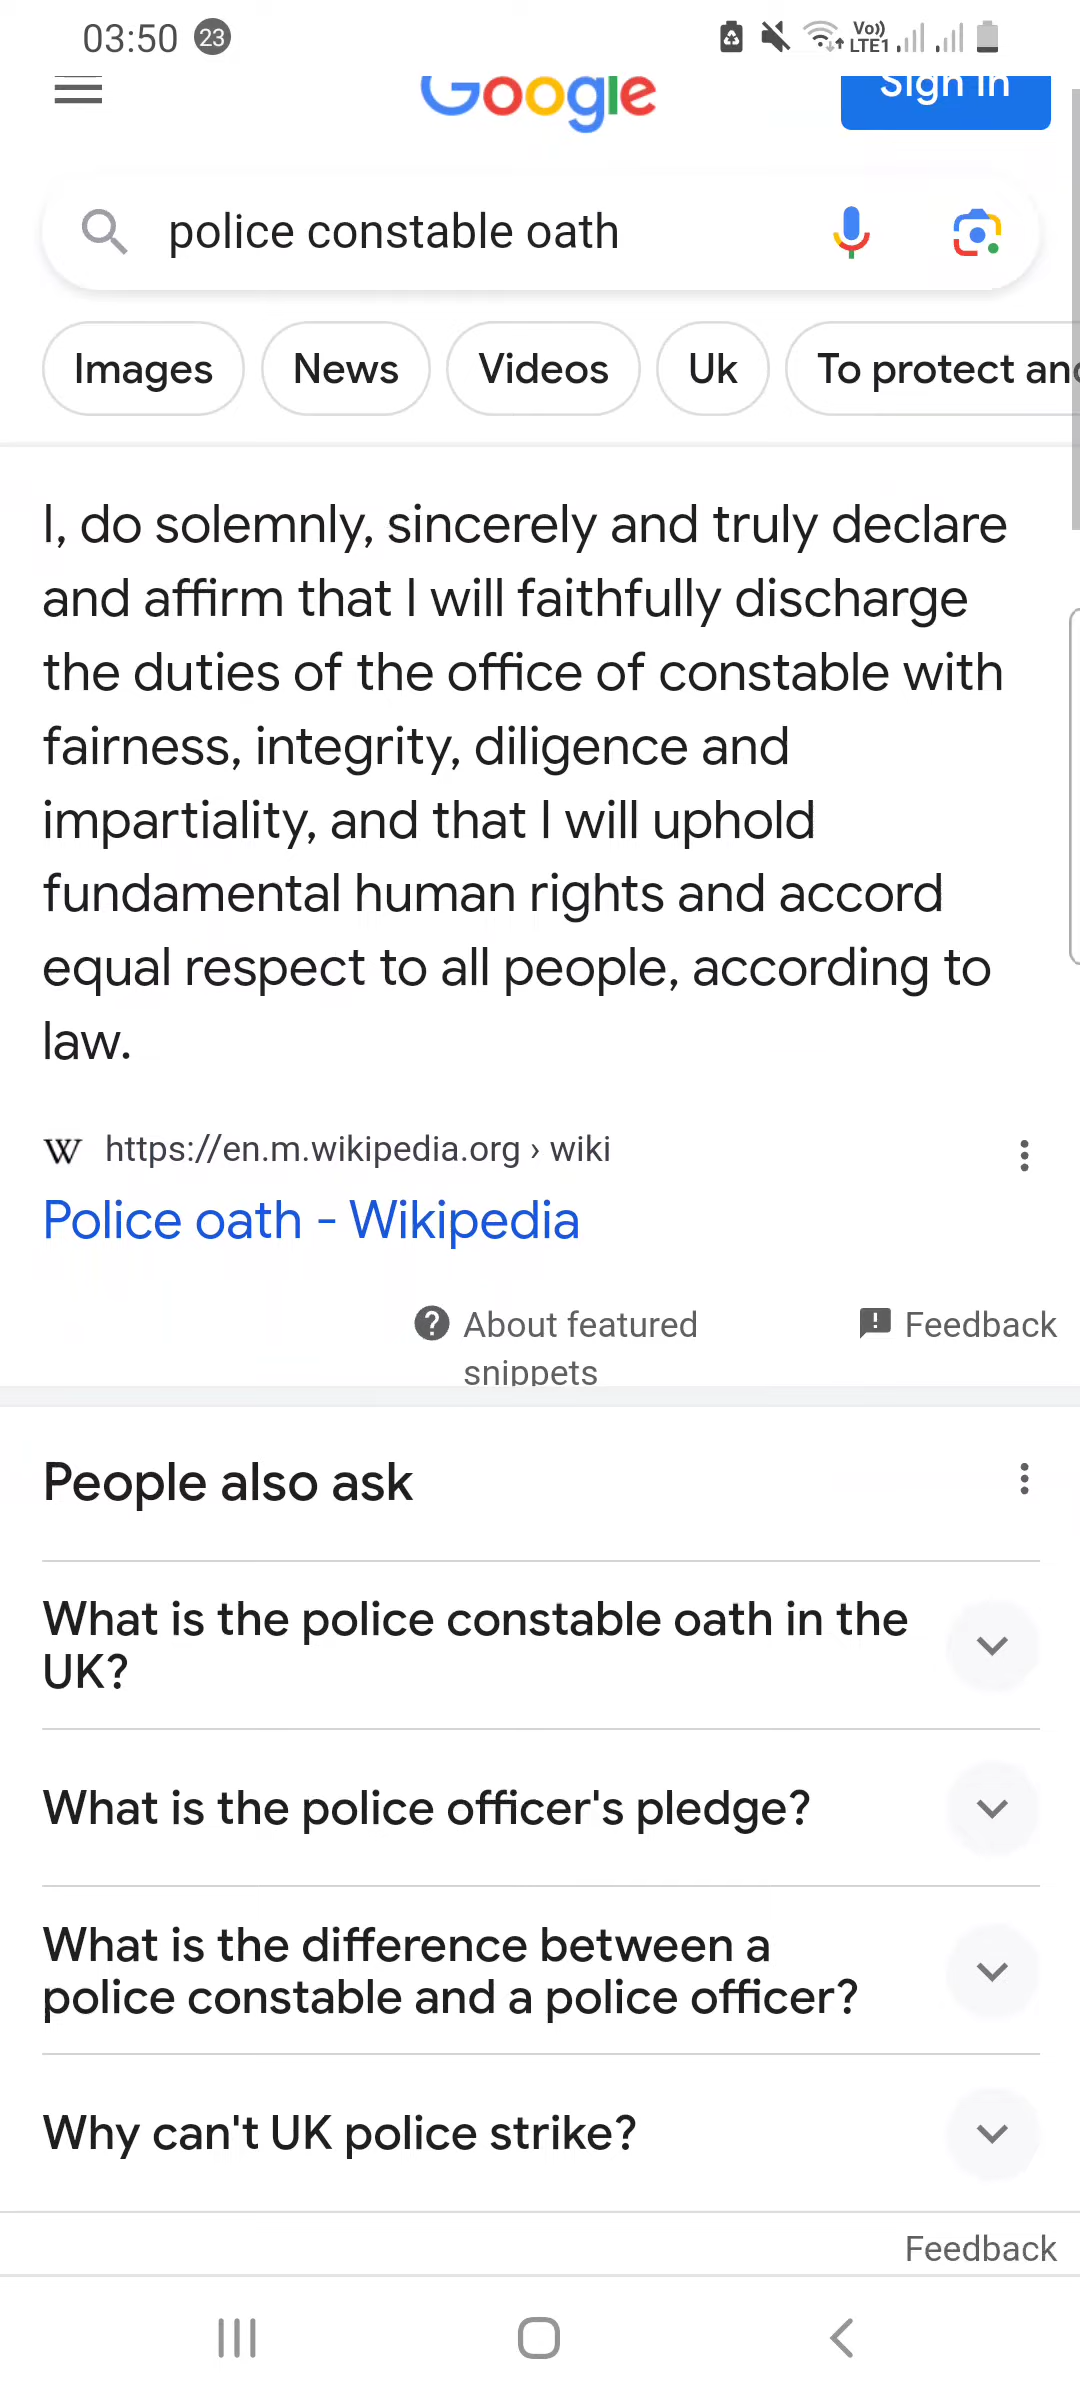 03:50 23 Vo)) LTE1
Google Sign in
police constable oath
Images News Videos Uk To protect and
I, do solemnly, sincerely and truly declare
and affirm that I will faithfully discharge
the duties of the office of constable with
fairness, integrity, diligence and
impartiality, and that I will uphold
fundamental human rights and accord
equal respect to all people, according to
law.
W https://en.m.wikipedia.org › wiki
Police oath - Wikipedia
About featured Feedback
snippets
People also ask
What is the police constable oath in the
UK?
What is the police officer's pledge?
What is the difference between a
police constable and a police officer?
Why can't UK police strike?
Feedback